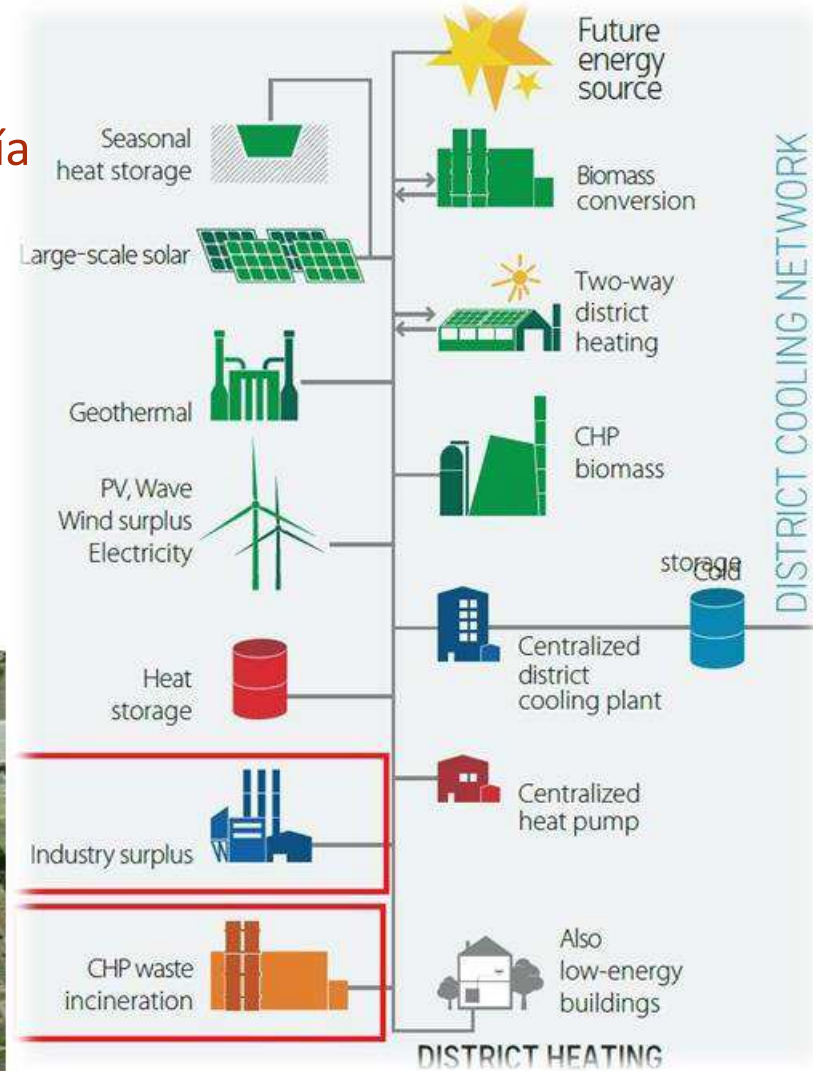 ía
Seasonal
heat storage
Large-scale solar
Geothermal
PV, Wave
Wind surplus
Electricity
Heat
storage
Industry surplus
CHP waste
incineration
Future
energy
source
Biomass
conversion
Two-way
district
heating
CHP
biomass
storage
Cold
Centralized
district
cooling plant
Centralized
heat pump
Also
low-energy
buildings
DISTRICT COOLING NETWORK
DISTRICT HEATING